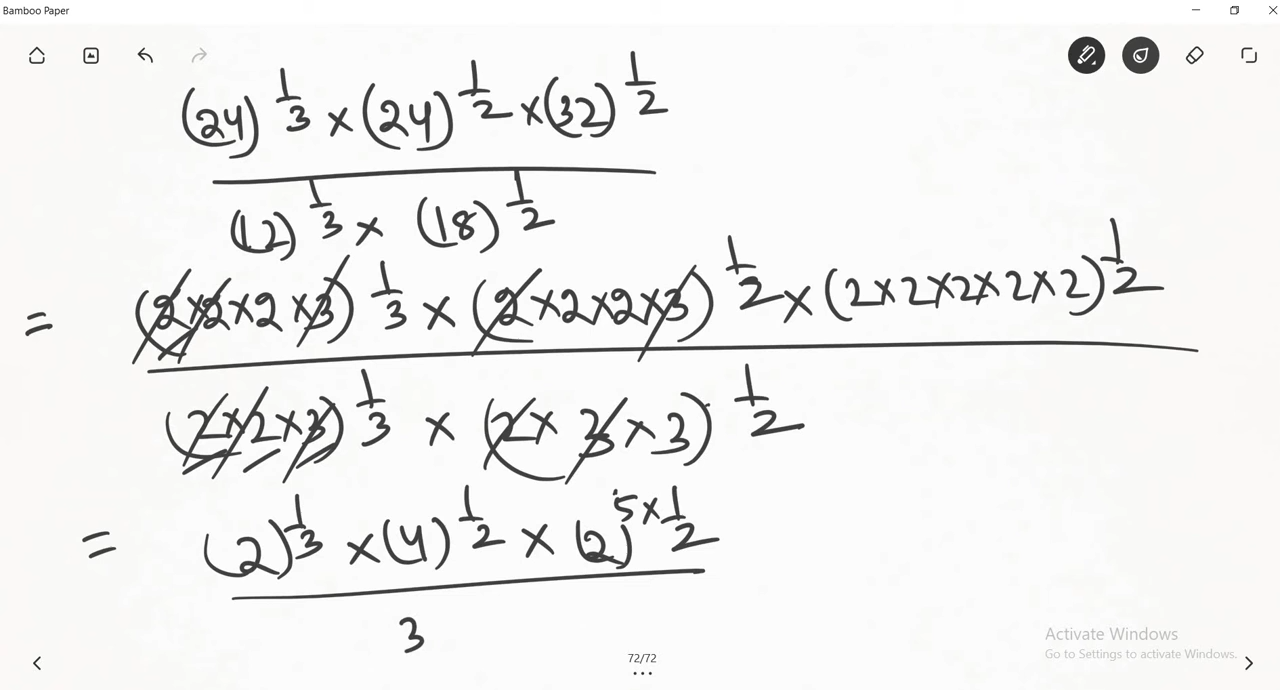 Bamboo Paper
(24)^1/3 × (24)^1/2 × (32)^1/2
(12)^1/3 × (18)^1/2
= (2×2×2×3)^1/3 × (2×2×2×3)^1/2 × (2×2×2×2×2)^1/2
(2×2×3)^1/3 × (2×3×3)^1/2
= (2)^1/3 × (4)^1/2 × (2)^5×1/2
3
Activate Windows
Go to Settings to activate Windows.
72/72